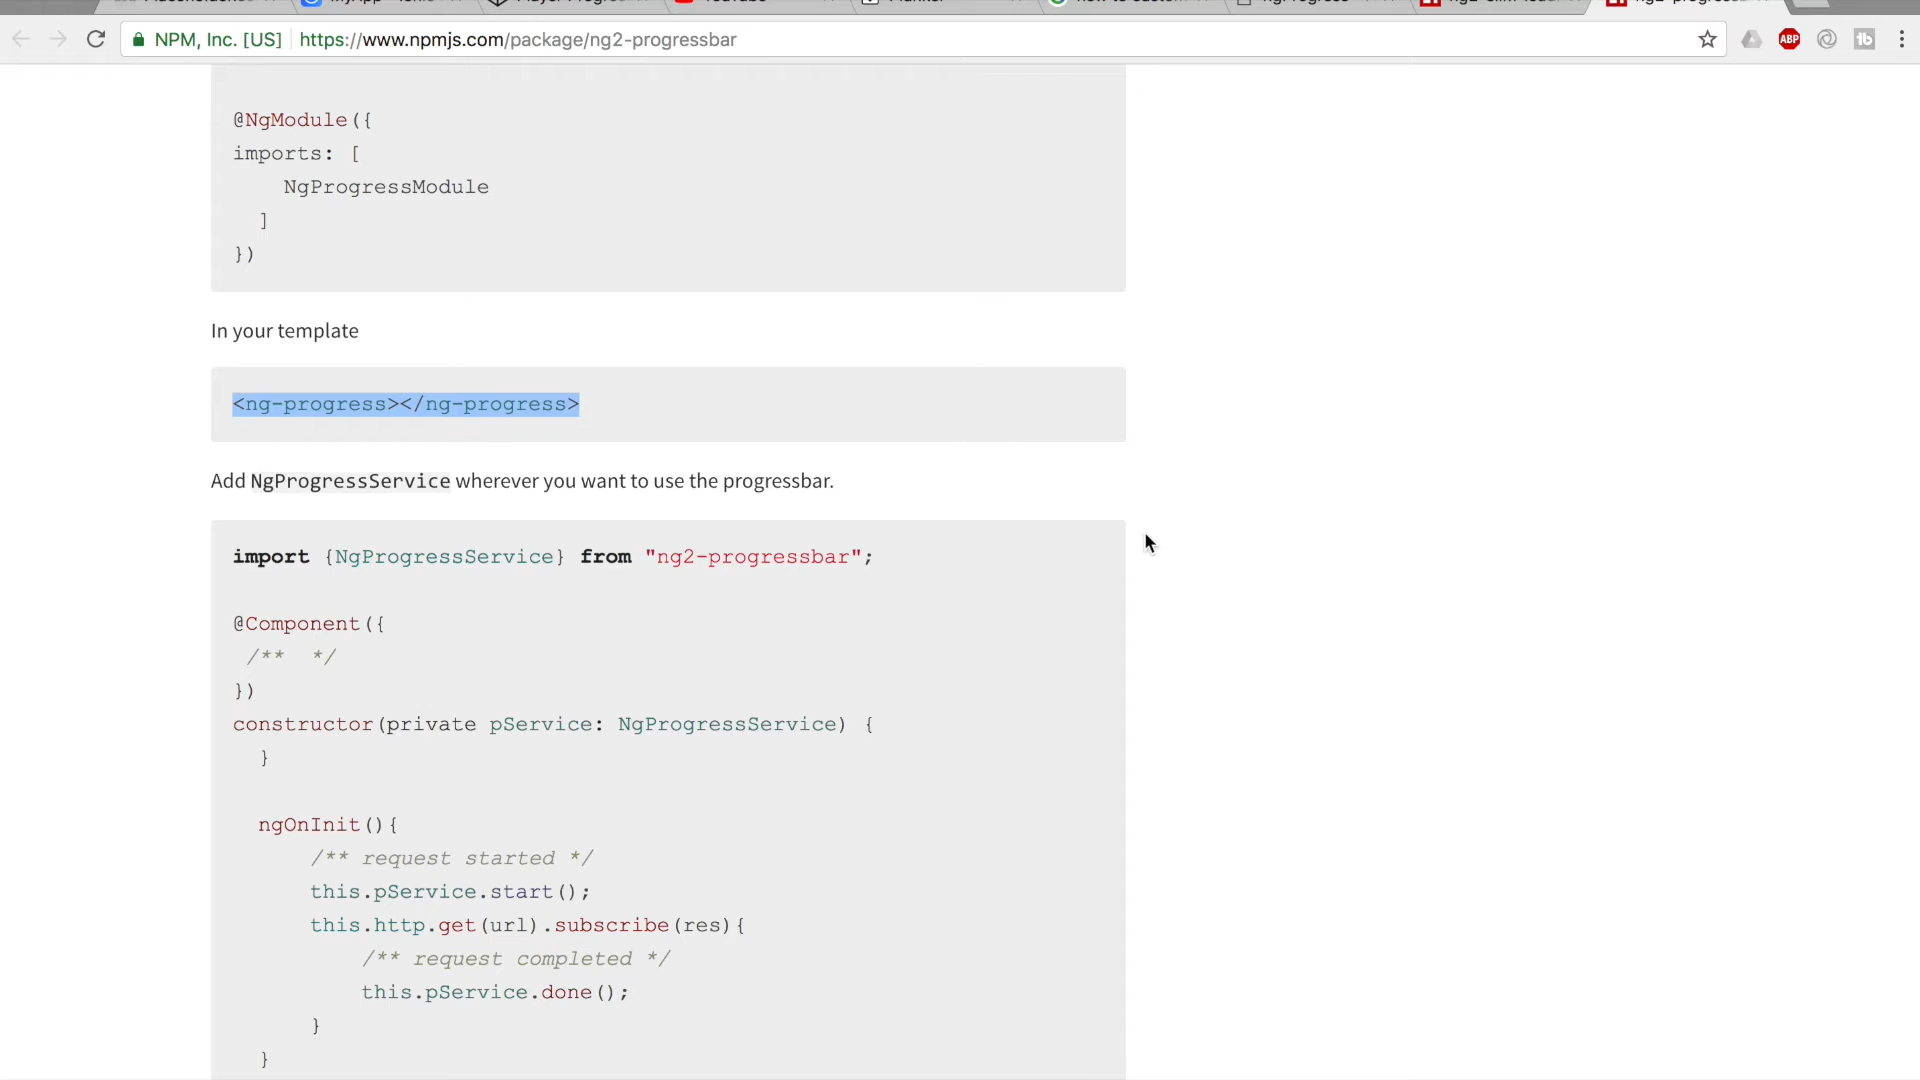 YouTube
NPM, Inc. [US] https://www.npmjs.com/package/ng2-progressbar
ABP
@NgModule({
imports: [
NgProgressModule
]
})
In your template
<ng-progress></ng-progress>
Add NgProgressService wherever you want to use the progressbar.
import {NgProgressService} from "ng2-progressbar";
@Component({
/** */
})
constructor(private pService: NgProgressService) {
}
ngOnInit(){
/** request started */
this.pService.start();
this.http.get(url).subscribe(res){
/** request completed */
this.pService.done();
}
}